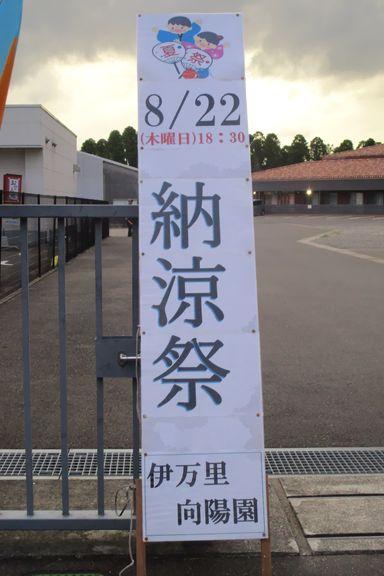 夏祭
8/22
(木曜日)18：30
納涼祭
伊万里
向陽園